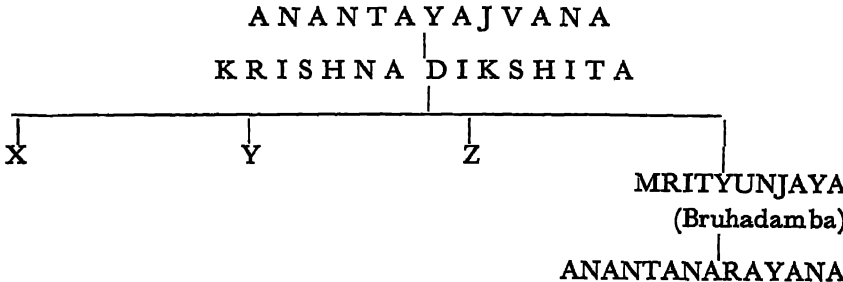 ANANTAYAJVANA
KRISHNA DIKSHITA
X Y Z
MRITYUNJAYA
(Bruhadamba)
ANANTANARAYANA